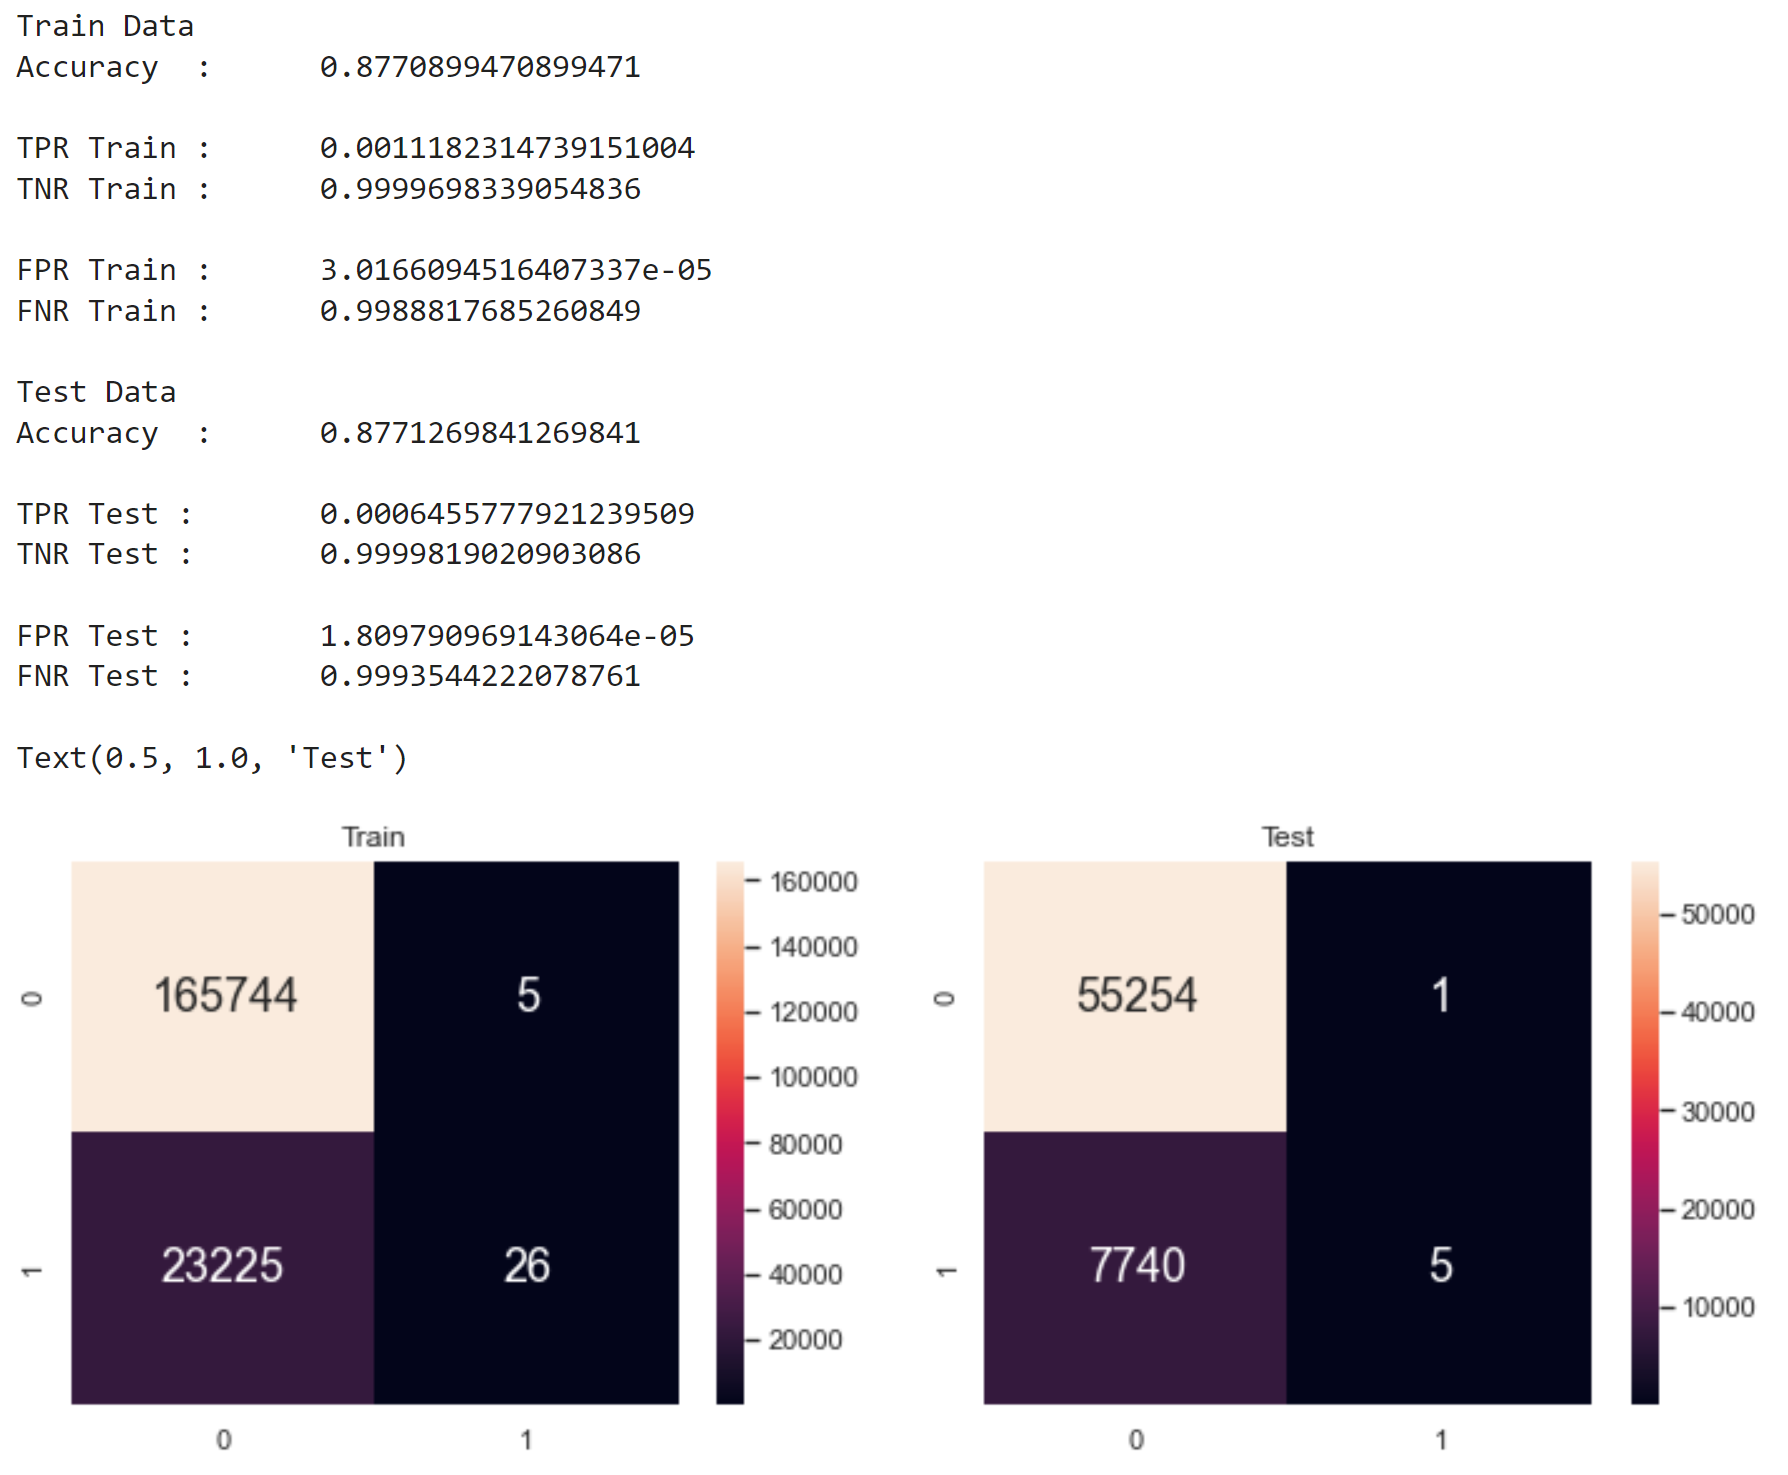 Train Data
Accuracy  :      0.8770899470899471
TPR Train :      0.0011182314739151004
TNR Train :      0.9999698339054836
FPR Train :      3.0166094516407337e-05
FNR Train :      0.9988817685260849
Test Data
Accuracy  :      0.8771269841269841
TPR Test :       0.0006455777921239509
TNR Test :       0.9999819020903086
FPR Test :       1.809790969143064e-05
FNR Test :       0.9993544222078761
Text(0.5, 1.0, 'Test')
Train
0
165744
5
1
23225
26
0
1
160000
140000
120000
100000
80000
60000
40000
20000
Test
0
55254
1
1
7740
5
0
1
50000
40000
30000
20000
10000